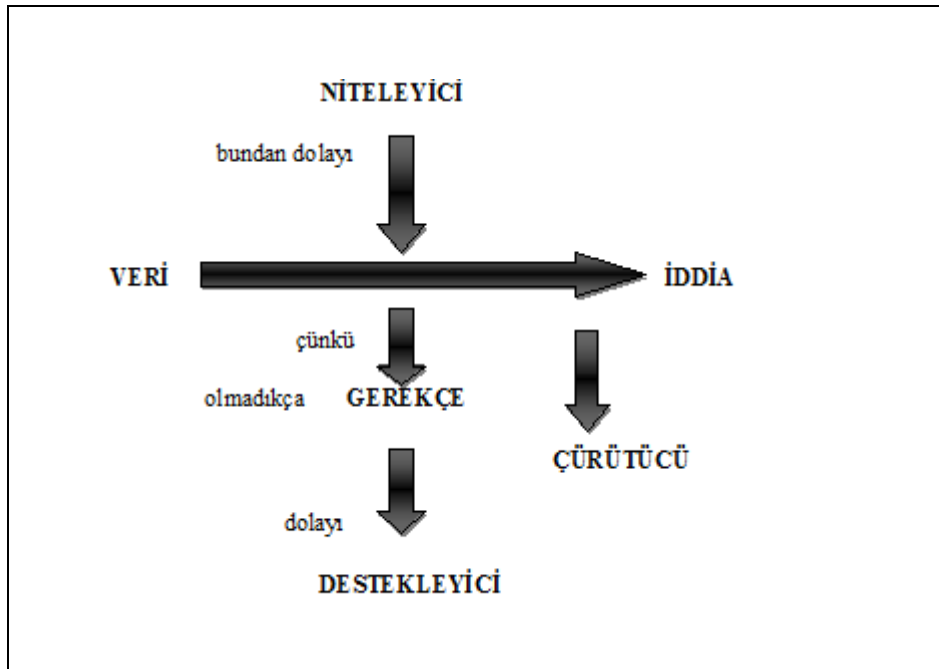 NİTELEYİCİ
bundan dolayı
VERİ
İDDİA
çünkü
olmadıkça GEREKÇE
ÇÜRÜTÜCÜ
dolayı
DESTEKLEYİCİ